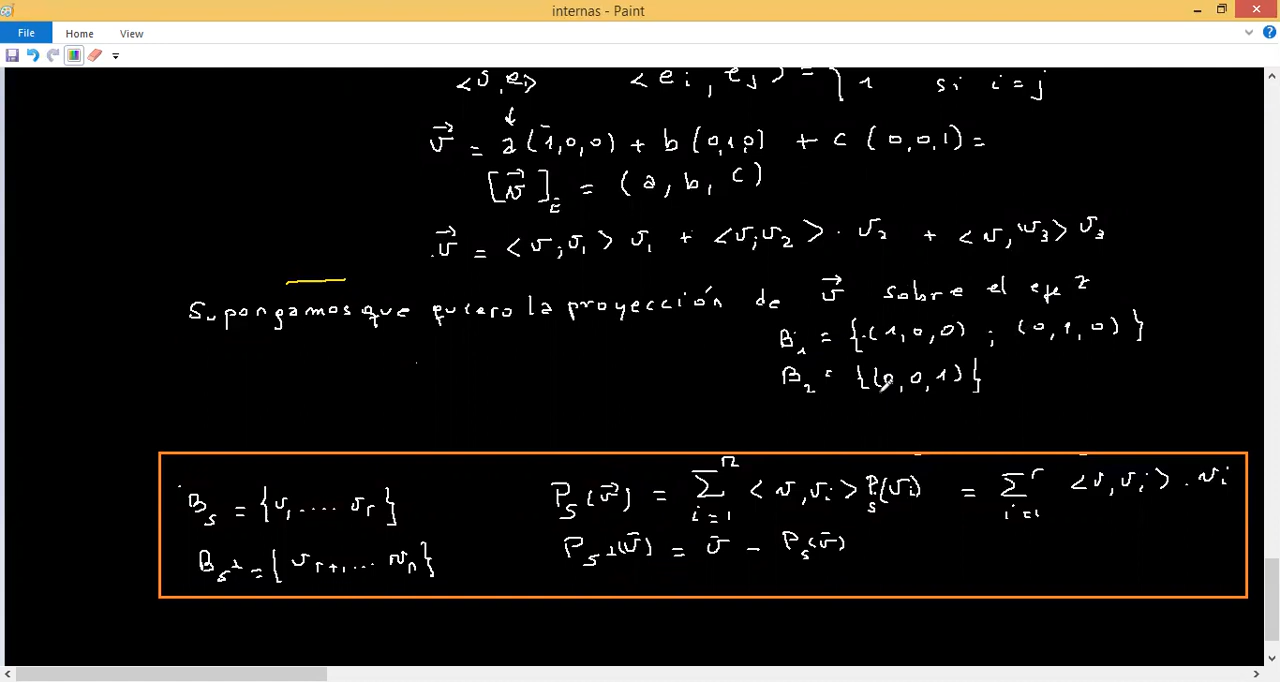 internas - Paint
File Home View
<v, e₁> <e i, e j> = 1 si i = j
v⃗ = a (1,0,0) + b (0,1,0) + c (0,0,1) =
[v⃗]E = (a, b, c)
v⃗ = <v; v₁> v₁ + <v; v₂> · v₂ + <v, v₃> v₃
Supongamos que quiero la proyección de v⃗ sobre el eje z
B₁ = {(1,0,0) ; (0,1,0)}
B₂ = {(0,0,1)}
Bs = {v, .... vr} Ps(v⃗) = Σ i=1 n <v, vi> Ps(vi) = Σ i=1 r <v, vi> . vi
Bs⊥ = {vr+1 ... vn} Ps⊥(v̄) = v̄ - Ps(v̄)